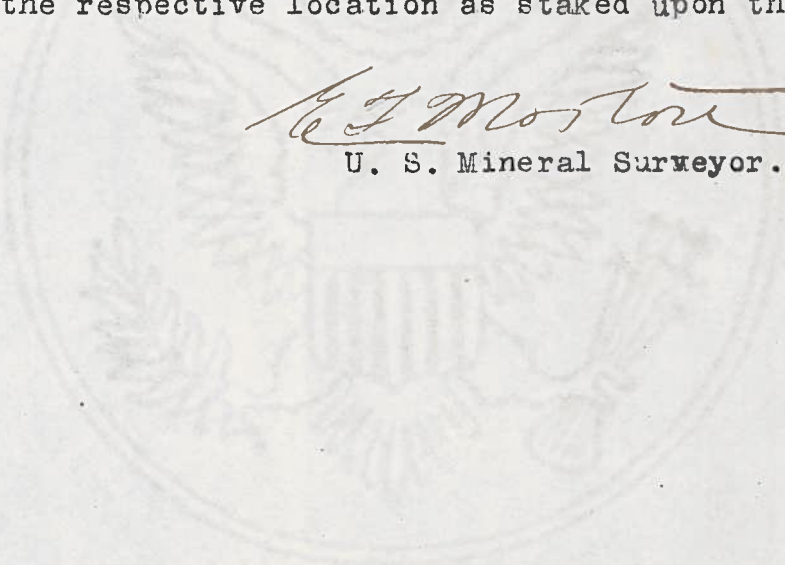 the respective location as staked upon th
E F Morton
U. S. Mineral Surveyor.